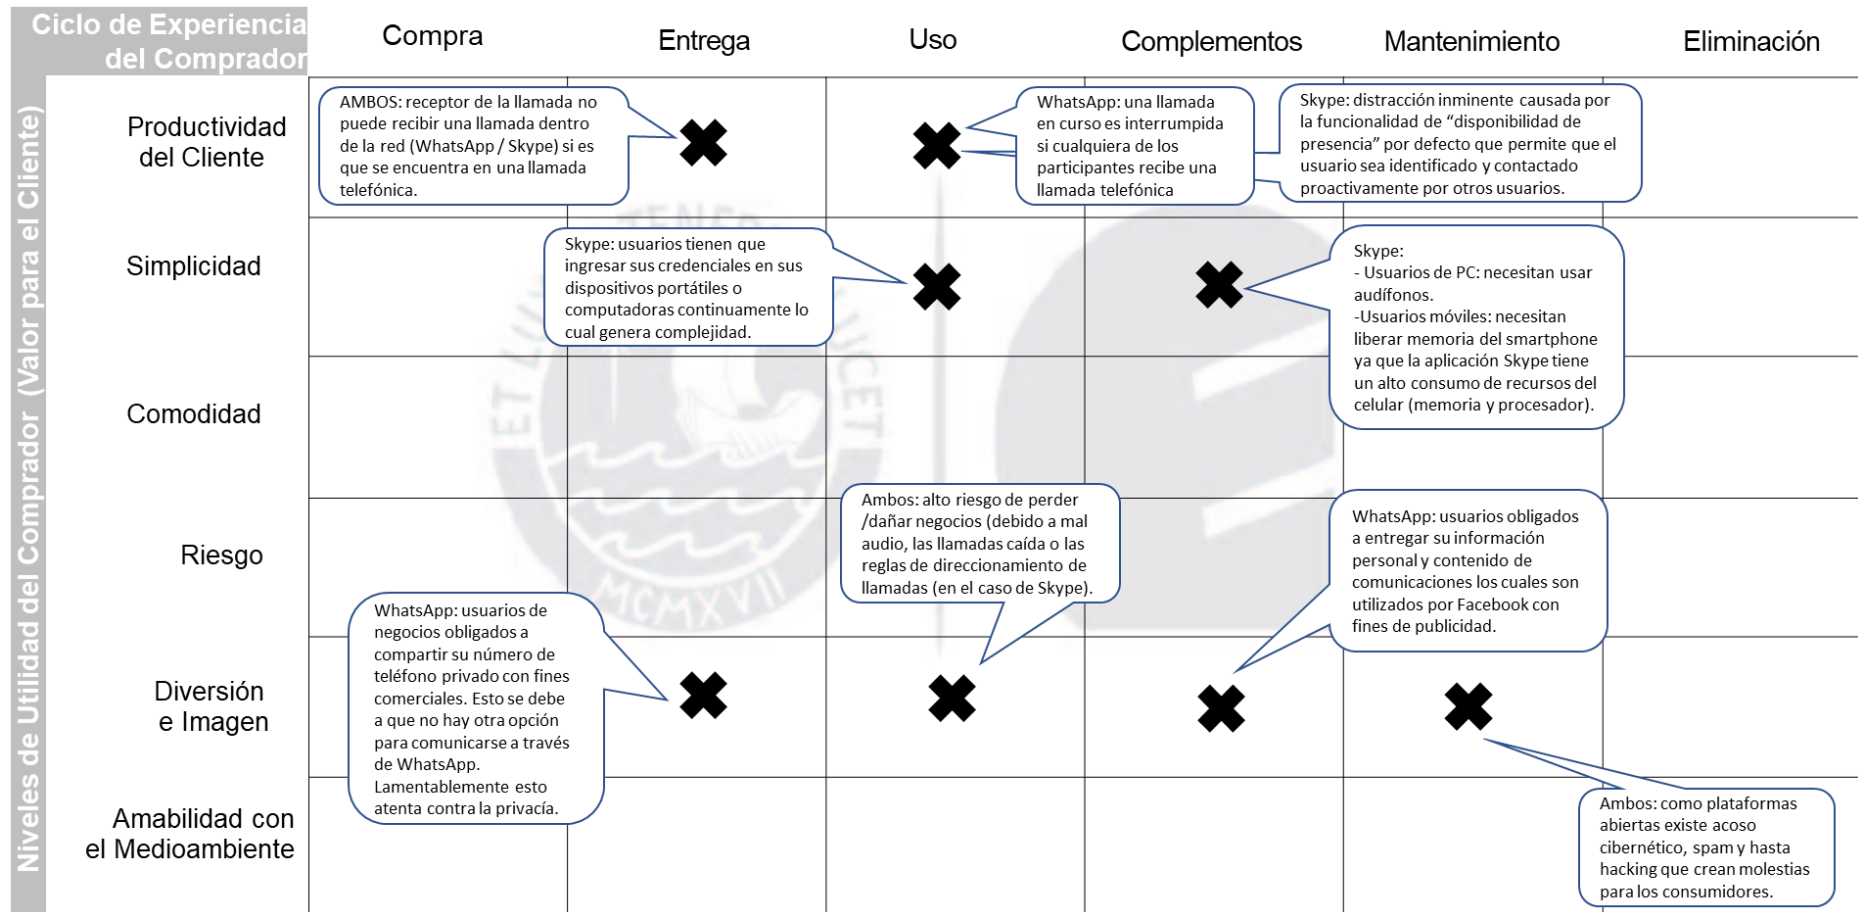 Ciclo de Experiencia
del Comprador
Compra
Entrega
Uso
Complementos
Mantenimiento
Eliminación
Niveles de Utilidad del Comprador (Valor para el Cliente)
Productividad
del Cliente
AMBOS: receptor de la llamada no
puede recibir una llamada dentro
de la red (WhatsApp / Skype) si es
que se encuentra en una llamada
telefónica.
WhatsApp: una llamada
en curso es interrumpida
si cualquiera de los
participantes recibe una
llamada telefónica
Skype: distracción inminente causada por
la funcionalidad de “disponibilidad de
presencia” por defecto que permite que el
usuario sea identificado y contactado
proactivamente por otros usuarios.
Simplicidad
Skype: usuarios tienen que
ingresar sus credenciales en sus
dispositivos portátiles o
computadoras continuamente lo
cual genera complejidad.
Skype:
- Usuarios de PC: necesitan usar
audífonos.
-Usuarios móviles: necesitan
liberar memoria del smartphone
ya que la aplicación Skype tiene
un alto consumo de recursos del
celular (memoria y procesador).
Comodidad
Riesgo
Ambos: alto riesgo de perder
/dañar negocios (debido a mal
audio, las llamadas caída o las
reglas de direccionamiento de
llamadas (en el caso de Skype).
WhatsApp: usuarios obligados
a entregar su información
personal y contenido de
comunicaciones los cuales son
utilizados por Facebook con
fines de publicidad.
Diversión
e Imagen
WhatsApp: usuarios de
negocios obligados a
compartir su número de
teléfono privado con fines
comerciales. Esto se debe
a que no hay otra opción
para comunicarse a través
de WhatsApp.
Lamentablemente esto
atenta contra la privacía.
Amabilidad con
el Medioambiente
Ambos: como plataformas
abiertas existe acoso
cibernético, spam y hasta
hacking que crean molestias
para los consumidores.
MCMXVII